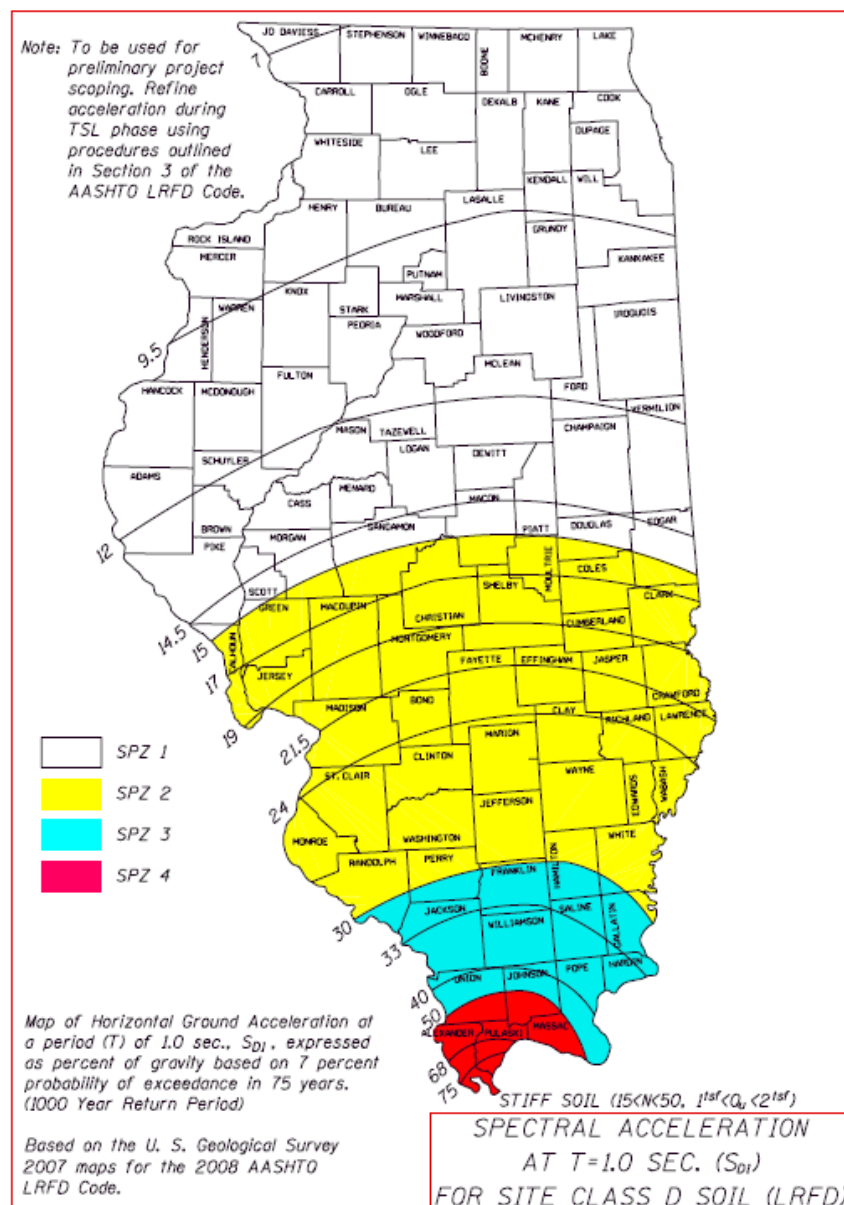 JO DAVIESS
STEPHENSON
WINNEBAGO
BOONE
MCHENRY
LAKE
Note: To be used for
preliminary project
scoping. Refine
acceleration during
TSL phase using
procedures outlined
in Section 3 of the
AASHTO LRFD Code.
7
CARROLL
OGLE
DEKALB
KANE
COOK
DUPAGE
WHITESIDE
LEE
KENDALL
WILL
HENRY
BUREAU
LASALLE
GRUNDY
ROCK ISLAND
MERCER
KANKAKEE
PUTNAM
KNOX
STARK
MARSHALL
LIVINGSTON
HENDERSON
WARREN
PEORIA
WOODFORD
IROQUOIS
9.5
MCLEAN
FULTON
FORD
HANCOCK
MCDONOUGH
VERMILION
MASON
TAZEWELL
CHAMPAIGN
LOGAN
DEWITT
SCHUYLER
ADAMS
MENARD
CASS
MACON
BROWN
SANGAMON
PIATT
DOUGLAS
EDGAR
12
PIKE
MORGAN
MOULTRIE
COLES
SCOTT
SHELBY
GREEN
MACOUPIN
CHRISTIAN
CLARK
14.5
CUMBERLAND
15
CALHOUN
MONTGOMERY
FAYETTE
EFFINGHAM
JASPER
17
JERSEY
CRAWFORD
MADISON
BOND
CLAY
RICHLAND
LAWRENCE
19
21.5
MARION
CLINTON
ST. CLAIR
WAYNE
EDWARDS
WABASH
24
JEFFERSON
MONROE
WASHINGTON
WHITE
RANDOLPH
PERRY
HAMILTON
FRANKLIN
SPZ 1
SPZ 2
SPZ 3
SPZ 4
30
JACKSON
WILLIAMSON
SALINE
GALLATIN
33
UNION
JOHNSON
POPE
HARDIN
40
50
ALEXANDER
PULASKI
MASSAC
68
75
Map of Horizontal Ground Acceleration at
a period (T) of 1.0 sec., SD1, expressed
as percent of gravity based on 7 percent
probability of exceedance in 75 years.
(1000 Year Return Period)
Based on the U. S. Geological Survey
2007 maps for the 2008 AASHTO
LRFD Code.
STIFF SOIL (15<N<50, 1tsf<Qu<2tsf)
SPECTRAL ACCELERATION
AT T=1.0 SEC. (SD1)
FOR SITE CLASS D SOIL (LRFD)